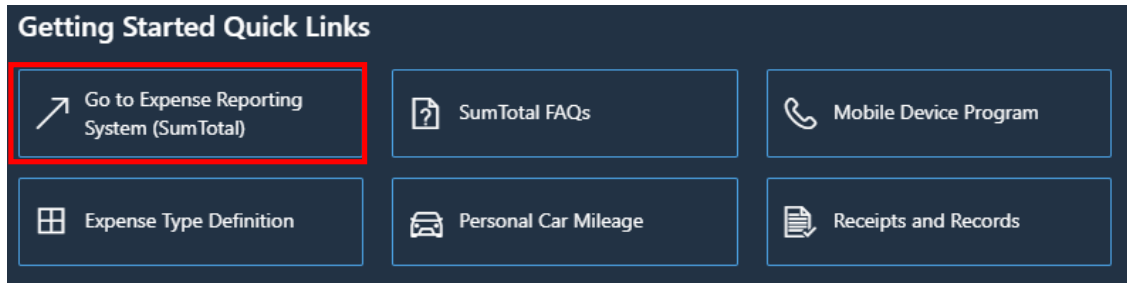 Getting Started Quick Links
Go to Expense Reporting
System (SumTotal)
SumTotal FAQs
Mobile Device Program
Expense Type Definition
Personal Car Mileage
Receipts and Records